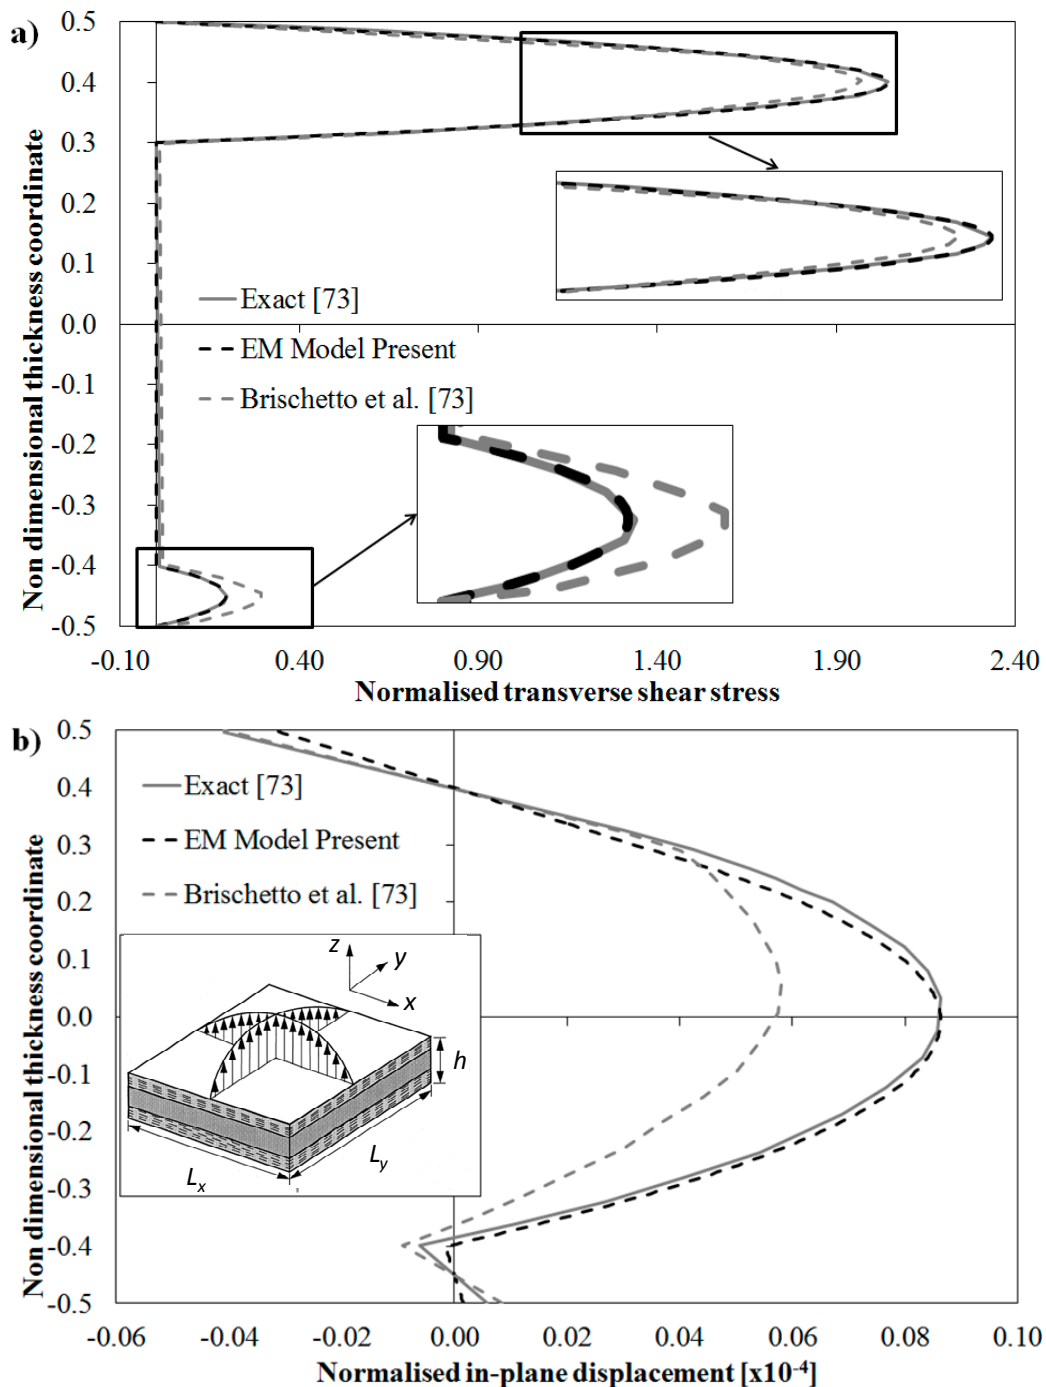 a)
Non dimensional thickness coordinate
0.5
0.4
0.3
0.2
0.1
0.0
-0.1
-0.2
-0.3
-0.4
-0.5
Exact [73]
EM Model Present
Brischetto et al. [73]
-0.10 0.40 0.90 1.40 1.90 2.40
Normalised transverse shear stress
b)
Non dimensional thickness coordinate
0.5
0.4
0.3
0.2
0.1
0.0
-0.1
-0.2
-0.3
-0.4
-0.5
Exact [73]
EM Model Present
Brischetto et al. [73]
z
y
x
h
Lx
Ly
-0.06 -0.04 -0.02 0.00 0.02 0.04 0.06 0.08 0.10
Normalised in-plane displacement [x10⁻⁴]